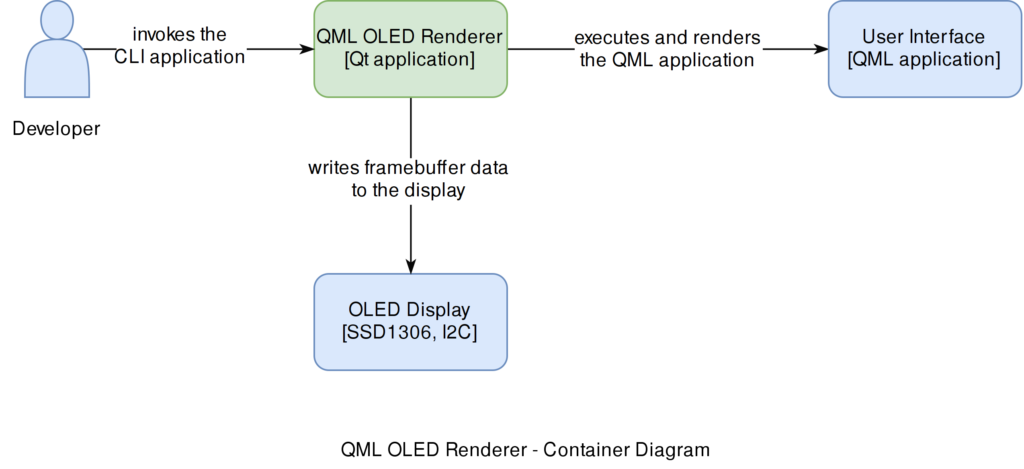 invokes the
CLI application
Developer
QML OLED Renderer
[Qt application]
executes and renders
the QML application
User Interface
[QML application]
writes framebuffer data
to the display
OLED Display
[SSD1306, I2C]
QML OLED Renderer - Container Diagram